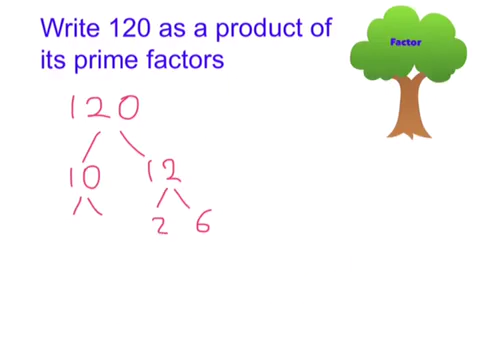 Write 120 as a product of
its prime factors
Factor
120
10 12
2 6